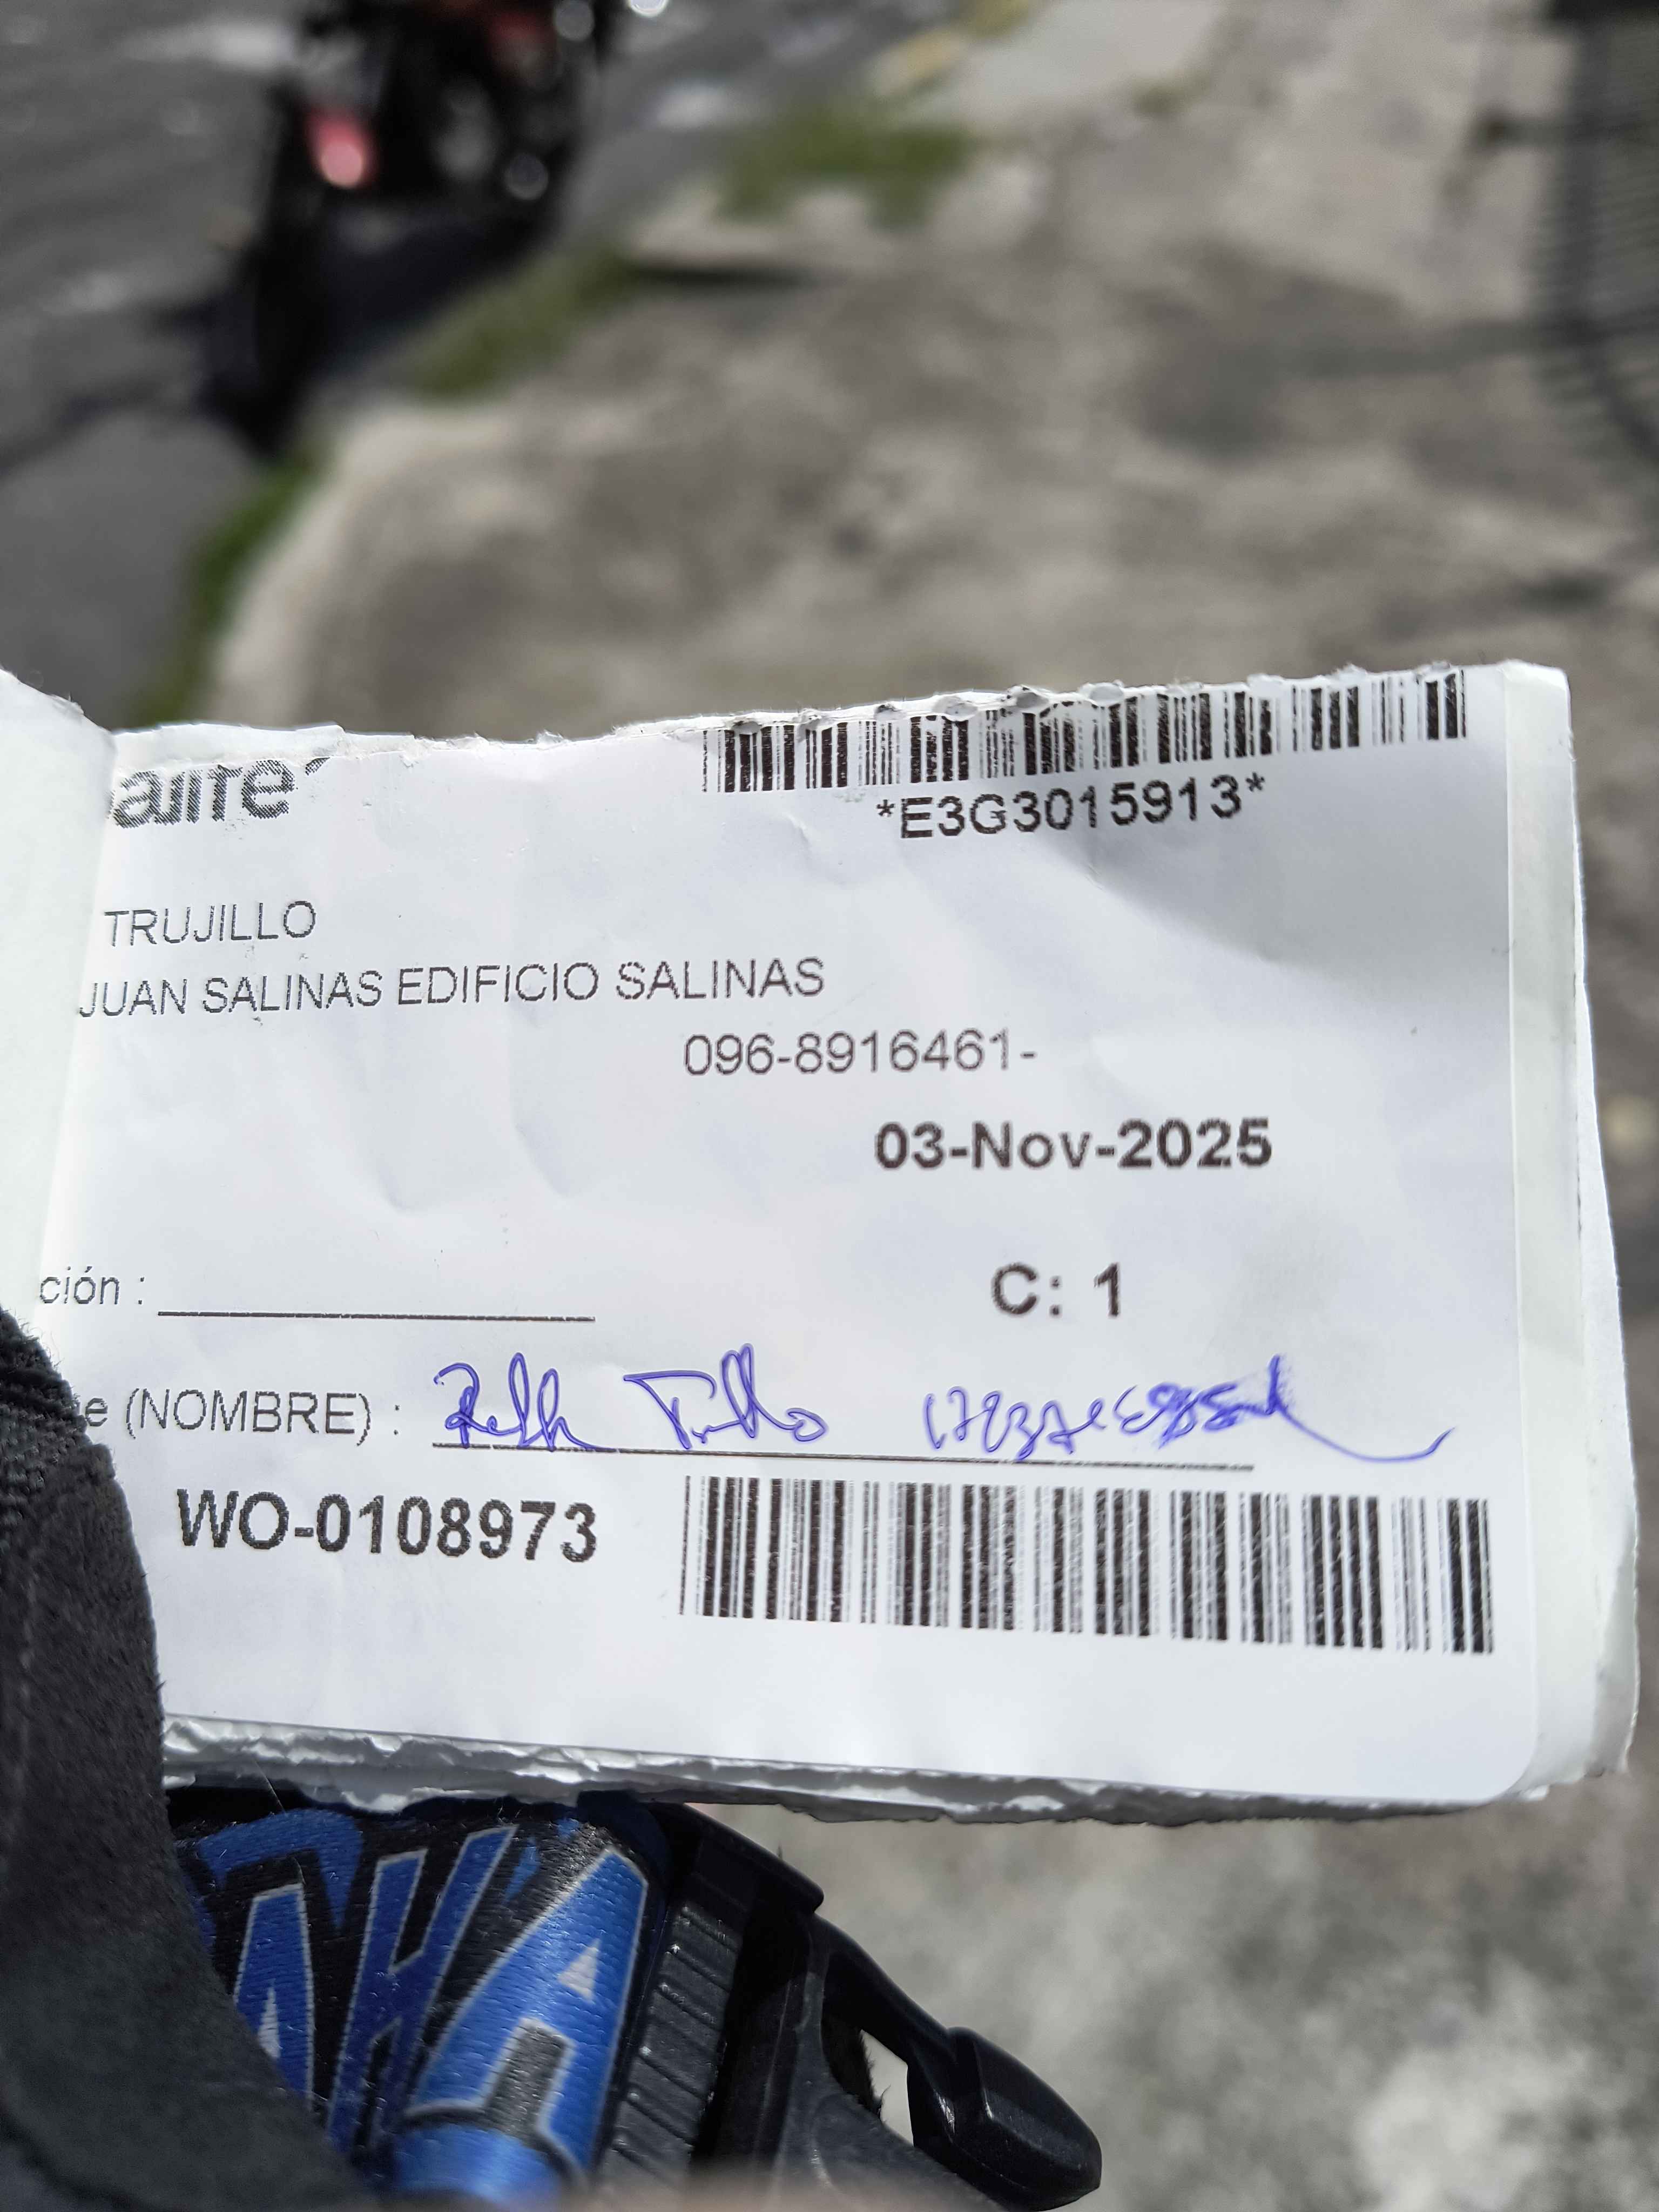 *E3G3015913*
TRUJILLO
JUAN SALINAS EDIFICIO SALINAS
096-8916461-
03-Nov-2025
ción :
C: 1
e (NOMBRE) :
WO-0108973